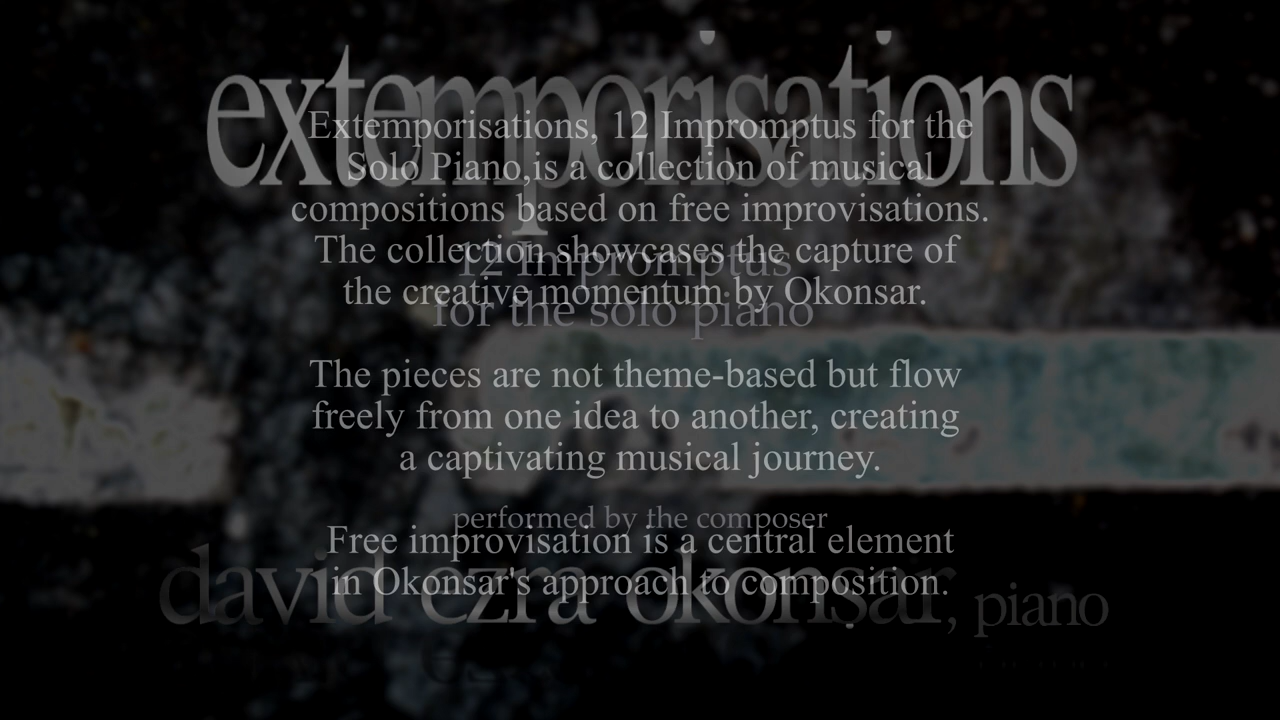 extemporisations
Extemporisations, 12 Impromptus for the
Solo Piano,is a collection of musical
compositions based on free improvisations.
The collection showcases the capture of
12 Impromptus
the creative momentum by Okonsar.
for the solo piano
The pieces are not theme-based but flow
freely from one idea to another, creating
a captivating musical journey.
performed by the composer
Free improvisation is a central element
in Okonsar's approach to composition.
david ezra okonsar, piano